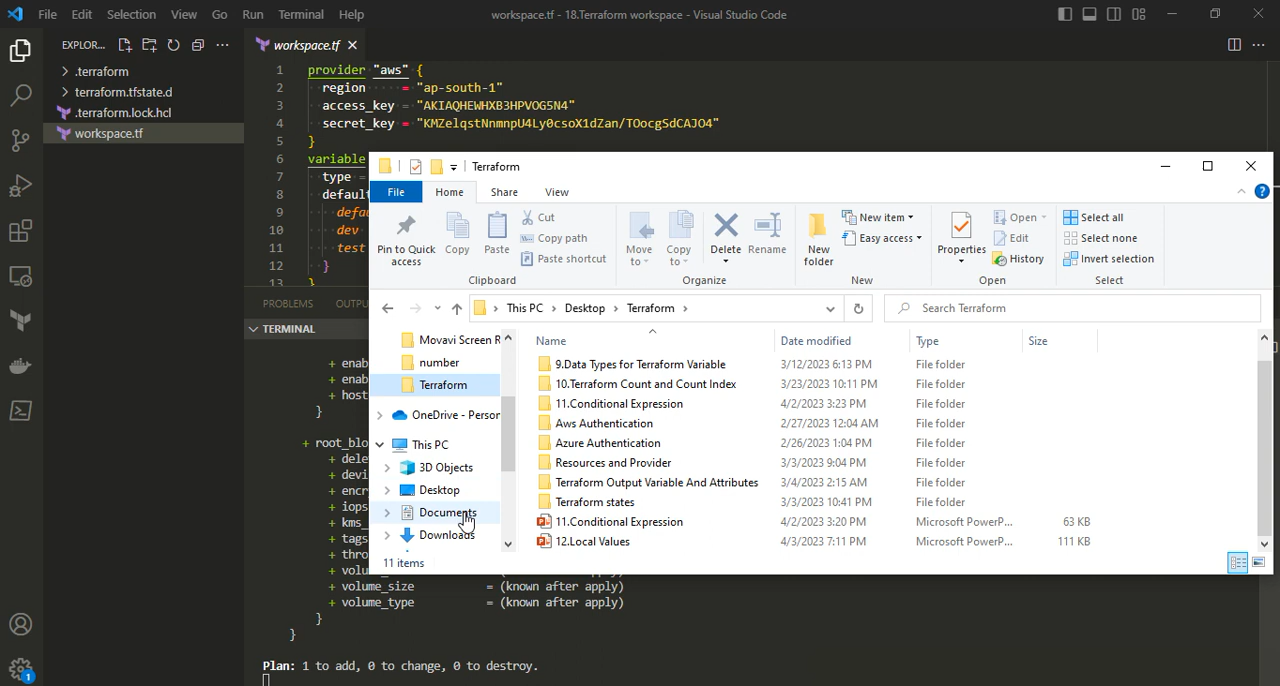 File Edit Selection View Go Run Terminal Help
workspace.tf - 18.Terraform workspace - Visual Studio Code
EXPLOR...
.terraform
terraform.tfstate.d
.terraform.lock.hcl
workspace.tf
workspace.tf
1 provider "aws" {
2 region = "ap-south-1"
3 access_key = "AKIAQHEWHXB3HPVOG5N4"
4 secret_key = "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"
5 }
6 variable
7 type =
8 default
9 defau
10 dev
11 test
12 }
13 }
PROBLEMS OUTPU
TERMINAL
+ enab
+ enab
+ host
}
+ root_blo
+ dele
+ devi
+ encr
+ iops
+ kms_
+ tags
+ thro
+ volu
+ volume_size = (known after apply)
+ volume_type = (known after apply)
}
}
Plan: 1 to add, 0 to change, 0 to destroy.
1
Terraform
File Home Share View
Pin to Quick access
Copy
Paste
Cut
Copy path
Paste shortcut
Clipboard
Move to
Copy to
Delete
Rename
Organize
New folder
New item
Easy access
New
Properties
Open
Edit
History
Open
Select all
Select none
Invert selection
Select
This PC > Desktop > Terraform >
Search Terraform
Movavi Screen R
number
Terraform
OneDrive - Person
This PC
3D Objects
Desktop
Documents
Downloads
Name Date modified Type Size
9.Data Types for Terraform Variable 3/12/2023 6:13 PM File folder
10.Terraform Count and Count Index 3/23/2023 10:11 PM File folder
11.Conditional Expression 4/2/2023 3:23 PM File folder
Aws Authentication 2/27/2023 12:04 AM File folder
Azure Authentication 2/26/2023 1:04 PM File folder
Resources and Provider 3/3/2023 9:04 PM File folder
Terraform Output Variable And Attributes 3/4/2023 2:15 AM File folder
Terraform states 3/3/2023 10:41 PM File folder
11.Conditional Expression 4/2/2023 3:20 PM Microsoft PowerP... 63 KB
12.Local Values 4/3/2023 7:11 PM Microsoft PowerP... 111 KB
11 items